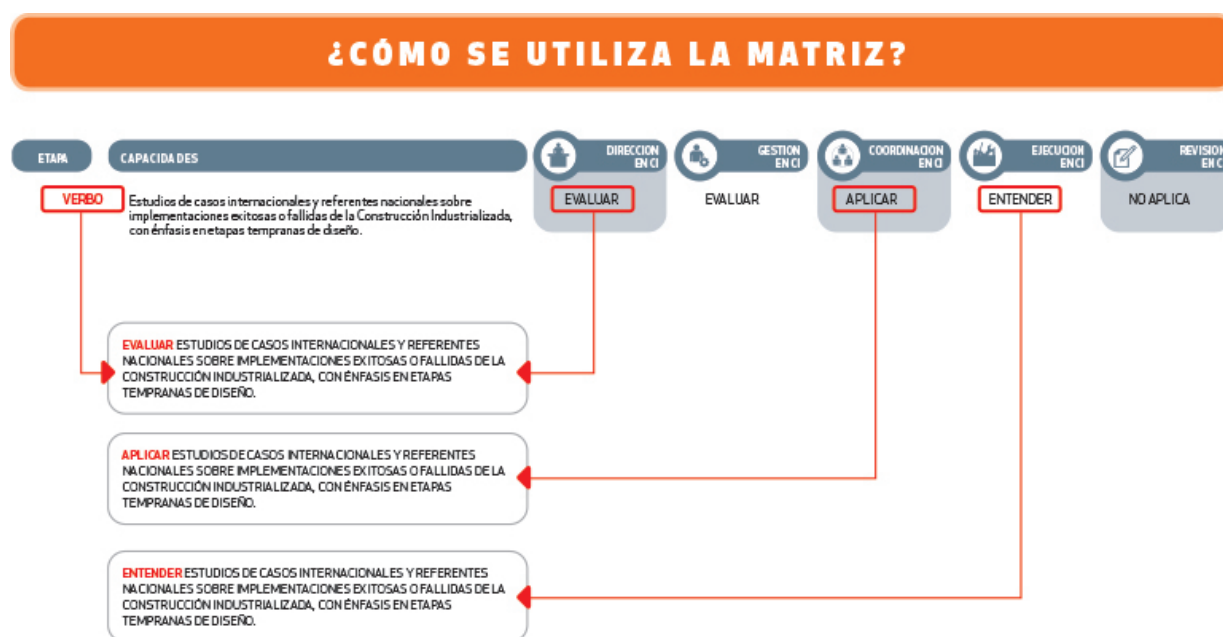 ¿CÓMO SE UTILIZA LA MATRIZ?
ETAPA
CAPACIDADES
DIRECCION
EN CI
GESTION
EN CI
COORDINACION
EN CI
EJECUCION
EN CI
REVISION
EN C
VERBO
Estudios de casos internacionales y referentes nacionales sobre
implementaciones exitosas o fallidas de la Construcción Industrializada,
con énfasis en etapas tempranas de diseño.
EVALUAR
EVALUAR
APLICAR
ENTENDER
NO APLICA
EVALUAR ESTUDIOS DE CASOS INTERNACIONALES Y REFERENTES
NACIONALES SOBRE IMPLEMENTACIONES EXITOSAS O FALLIDAS DE LA
CONSTRUCCIÓN INDUSTRIALIZADA, CON ÉNFASIS EN ETAPAS
TEMPRANAS DE DISEÑO.
APLICAR ESTUDIOS DE CASOS INTERNACIONALES Y REFERENTES
NACIONALES SOBRE IMPLEMENTACIONES EXITOSAS O FALLIDAS DE LA
CONSTRUCCIÓN INDUSTRIALIZADA, CON ÉNFASIS EN ETAPAS
TEMPRANAS DE DISEÑO.
ENTENDER ESTUDIOS DE CASOS INTERNACIONALES Y REFERENTES
NACIONALES SOBRE IMPLEMENTACIONES EXITOSAS O FALLIDAS DE LA
CONSTRUCCIÓN INDUSTRIALIZADA, CON ÉNFASIS EN ETAPAS
TEMPRANAS DE DISEÑO.